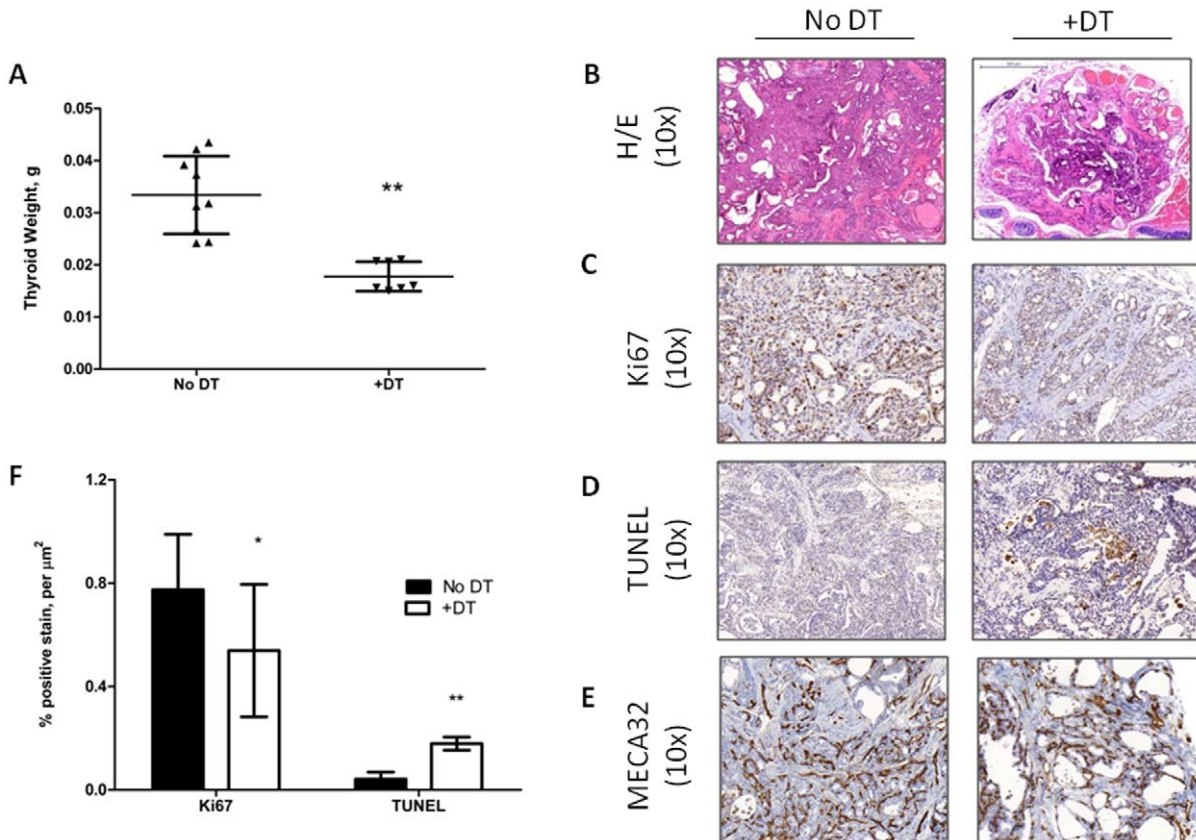 No DT
+DT
A
Thyroid Weight, g
0.05
0.04
0.03
0.02
0.01
0.00
**
No DT
+DT
B
H/E
(10x)
C
Ki67
(10x)
D
TUNEL
(10x)
E
MECA32
(10x)
F
% positive stain, per μm²
1.2
0.8
0.4
0.0
*
**
No DT
+DT
Ki67
TUNEL